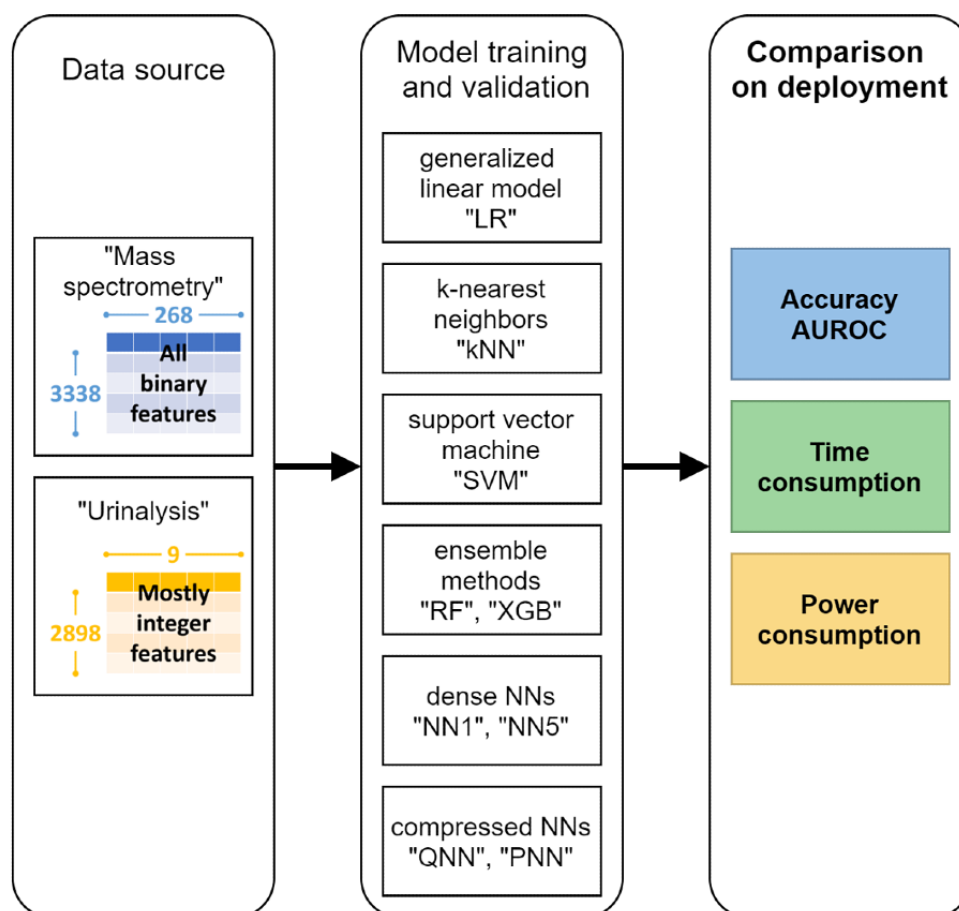 Data source
"Mass
spectrometry"
268
3338
All
binary
features
"Urinalysis"
9
2898
Mostly
integer
features
Model training
and validation
generalized
linear model
"LR"
k-nearest
neighbors
"kNN"
support vector
machine
"SVM"
ensemble
methods
"RF", "XGB"
dense NNs
"NN1", "NN5"
compressed NNs
"QNN", "PNN"
Comparison
on deployment
Accuracy
AUROC
Time
consumption
Power
consumption